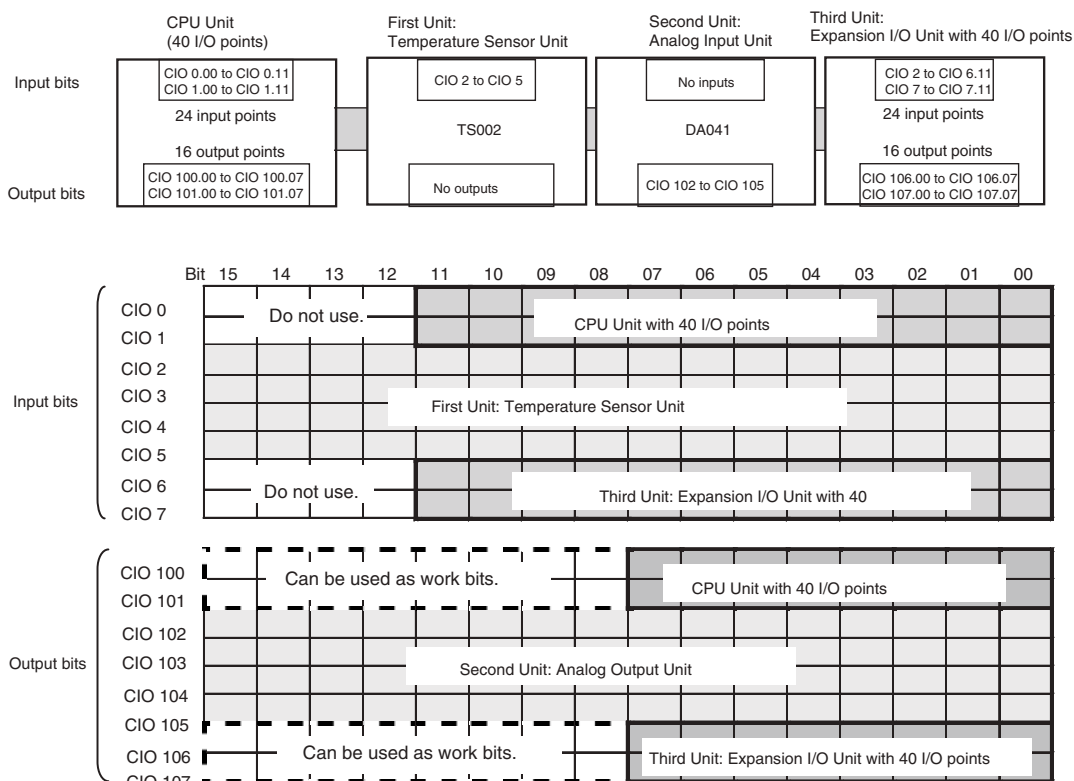 CPU Unit
(40 I/O points)
First Unit:
Temperature Sensor Unit
Second Unit:
Analog Input Unit
Third Unit:
Expansion I/O Unit with 40 I/O points
Input bits
CIO 0.00 to CIO 0.11
CIO 1.00 to CIO 1.11
24 input points
16 output points
CIO 100.00 to CIO 100.07
CIO 101.00 to CIO 101.07
Output bits
CIO 2 to CIO 5
TS002
No outputs
No inputs
DA041
CIO 102 to CIO 105
CIO 2 to CIO 6.11
CIO 7 to CIO 7.11
24 input points
16 output points
CIO 106.00 to CIO 106.07
CIO 107.00 to CIO 107.07
Bit 15 14 13 12 11 10 09 08 07 06 05 04 03 02 01 00
Input bits
CIO 0
CIO 1
Do not use.
CPU Unit with 40 I/O points
CIO 2
CIO 3
CIO 4
CIO 5
First Unit: Temperature Sensor Unit
CIO 6
CIO 7
Do not use.
Third Unit: Expansion I/O Unit with 40
Output bits
CIO 100
CIO 101
Can be used as work bits.
CPU Unit with 40 I/O points
CIO 102
CIO 103
CIO 104
CIO 105
Second Unit: Analog Output Unit
CIO 106
CIO 107
Can be used as work bits.
Third Unit: Expansion I/O Unit with 40 I/O points